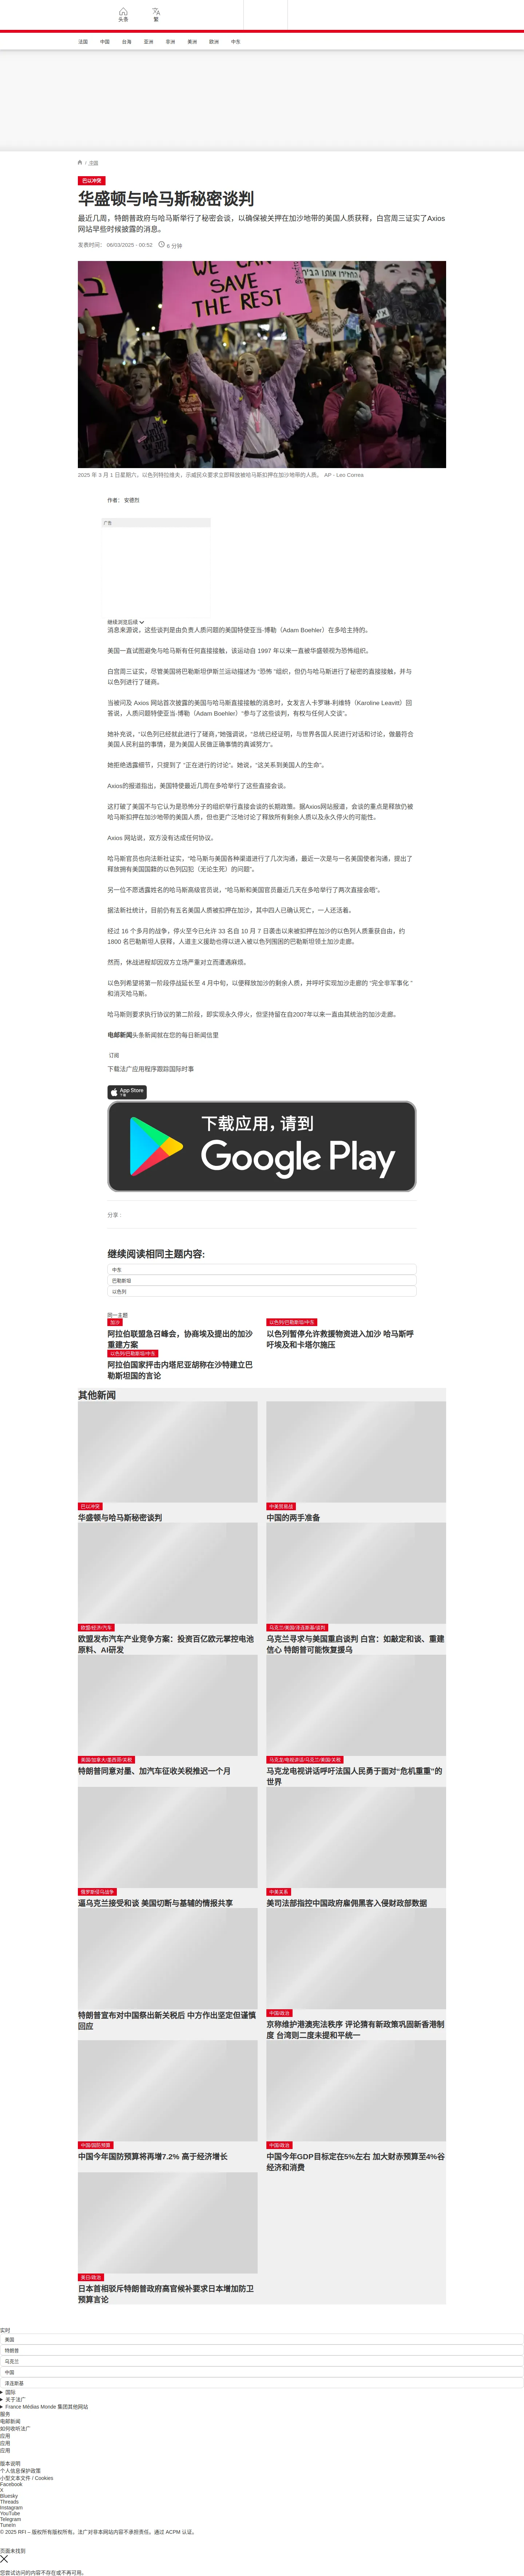 头条
繁
法国
中国
台海
亚洲
非洲
美洲
欧洲
中东
/ 中东
巴以冲突
华盛顿与哈马斯秘密谈判
最近几周，特朗普政府与哈马斯举行了秘密会谈，以确保被关押在加沙地带的美国人质获释，白宫周三证实了Axios
网站早些时候披露的消息。
发表时间： 06/03/2025 - 00:52
6 分钟
WE CAN
SAVE
THE REST
2025 年 3 月 1 日星期六，以色列特拉维夫，示威民众要求立即释放被哈马斯扣押在加沙地带的人质。 AP - Leo Correa
作者： 安德烈
广告
继续浏览后续
消息来源说，这些谈判是由负责人质问题的美国特使亚当-博勒（Adam Boehler）在多哈主持的。
美国一直试图避免与哈马斯有任何直接接触，该运动自 1997 年以来一直被华盛顿视为恐怖组织。
白宫周三证实，尽管美国将巴勒斯坦伊斯兰运动描述为 “恐怖 ”组织，但仍与哈马斯进行了秘密的直接接触，并与
以色列进行了磋商。
当被问及 Axios 网站首次披露的美国与哈马斯直接接触的消息时，女发言人卡罗琳-利维特（Karoline Leavitt）回
答说，人质问题特使亚当-博勒（Adam Boehler）“参与了这些谈判，有权与任何人交谈”。
她补充说，“以色列已经就此进行了磋商，”她强调说，“总统已经证明，与世界各国人民进行对话和讨论，做最符合
美国人民利益的事情，是为美国人民做正确事情的真诚努力”。
她拒绝透露细节，只提到了 “正在进行的讨论”。她说，“这关系到美国人的生命”。
Axios的报道指出，美国特使最近几周在多哈举行了这些直接会谈。
这打破了美国不与它认为是恐怖分子的组织举行直接会谈的长期政策。据Axios网站报道，会谈的重点是释放仍被
哈马斯扣押在加沙地带的美国人质，但也更广泛地讨论了释放所有剩余人质以及永久停火的可能性。
Axios 网站说，双方没有达成任何协议。
哈马斯官员也向法新社证实，“哈马斯与美国各种渠道进行了几次沟通，最近一次是与一名美国使者沟通，提出了
释放拥有美国国籍的以色列囚犯（无论生死）的问题”。
另一位不愿透露姓名的哈马斯高级官员说，“哈马斯和美国官员最近几天在多哈举行了两次直接会晤”。
据法新社统计，目前仍有五名美国人质被扣押在加沙，其中四人已确认死亡，一人还活着。
经过 16 个多月的战争，停火至今已允许 33 名自 10 月 7 日袭击以来被扣押在加沙的以色列人质重获自由，约
1800 名巴勒斯坦人获释，人道主义援助也得以进入被以色列围困的巴勒斯坦领土加沙走廊。
然而，休战进程却因双方立场严重对立而遭遇麻烦。
以色列希望将第一阶段停战延长至 4 月中旬，以便释放加沙的剩余人质，并呼吁实现加沙走廊的 “完全非军事化 ”
和消灭哈马斯。
哈马斯则要求执行协议的第二阶段，即实现永久停火，但坚持留在自2007年以来一直由其统治的加沙走廊。
电邮新闻头条新闻就在您的每日新闻信里
订阅
下载法广应用程序跟踪国际时事
App Store
下载应用，请到
Google Play
分享 :
继续阅读相同主题内容:
中东
巴勒斯坦
以色列
同一主题
加沙
阿拉伯联盟急召峰会，协商埃及提出的加沙
重建方案
以色列/巴勒斯坦/中东
以色列暂停允许救援物资进入加沙 哈马斯呼
吁埃及和卡塔尔施压
以色列/巴勒斯坦/中东
阿拉伯国家抨击内塔尼亚胡称在沙特建立巴
勒斯坦国的言论
其他新闻
巴以冲突
华盛顿与哈马斯秘密谈判
中美贸易战
中国的两手准备
欧盟/经济/汽车
欧盟发布汽车产业竞争方案：投资百亿欧元掌控电池
原料、AI研发
乌克兰/美国/泽连斯基/谈判
乌克兰寻求与美国重启谈判 白宫：如敲定和谈、重建
信心 特朗普可能恢复援乌
美国/加拿大/墨西哥/关税
特朗普同意对墨、加汽车征收关税推迟一个月
马克龙/电视讲话/乌克兰/美国/关税
马克龙电视讲话呼吁法国人民勇于面对“危机重重”的
世界
俄罗斯侵乌战争
逼乌克兰接受和谈 美国切断与基辅的情报共享
中美关系
美司法部指控中国政府雇佣黑客入侵财政部数据
特朗普宣布对中国祭出新关税后 中方作出坚定但谨慎
回应
中国/政治
京称维护港澳宪法秩序 评论猜有新政策巩固新香港制
度 台湾则二度未提和平统一
中国/国防预算
中国今年国防预算将再增7.2% 高于经济增长
中国/政治
中国今年GDP目标定在5%左右 加大财赤预算至4%谷
经济和消费
美日/政治
日本首相驳斥特朗普政府高官候补要求日本增加防卫
预算言论
实时
美国
特朗普
乌克兰
中国
泽连斯基
国际
关于法广
France Médias Monde 集团其他网站
服务
电邮新闻
如何收听法广
应用
应用
应用
版本说明
个人信息保护政策
小型文本文件 / Cookies
Facebook
X
Bluesky
Threads
Instagram
YouTube
Telegram
TuneIn
© 2025 RFI – 版权所有版权所有。法广对非本网站内容不承担责任。通过 ACPM 认证。
页面未找到
您尝试访问的内容不存在或不再可用。